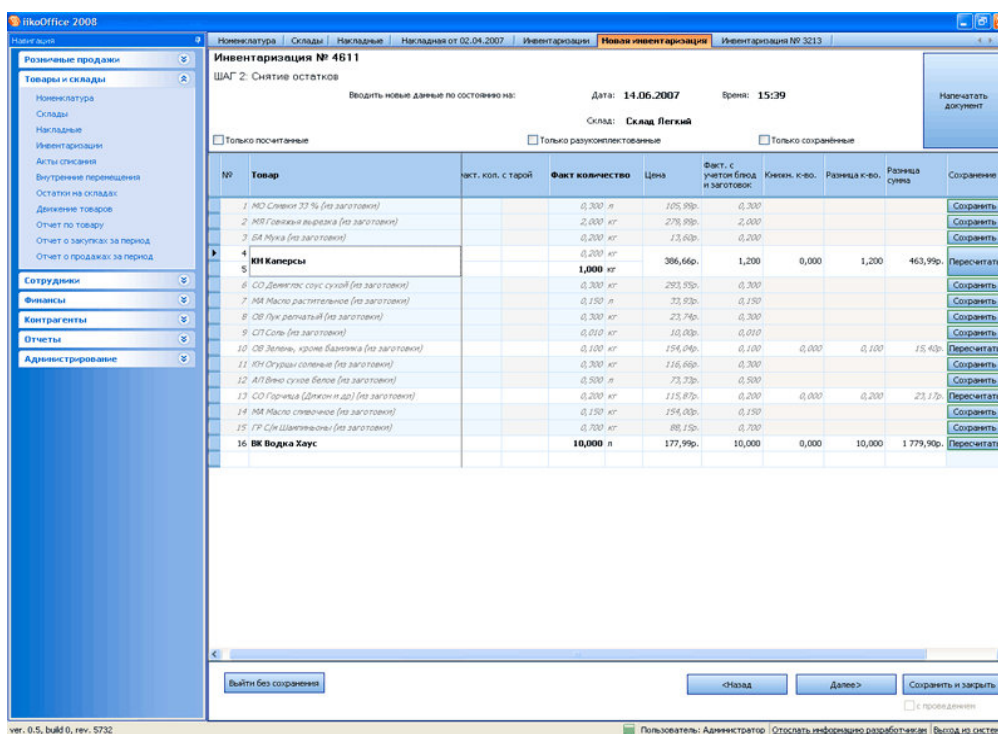 iikoOffice 2008
Навигация
Розничные продажи
Товары и склады
Номенклатура
Склады
Накладные
Инвентаризации
Акты списания
Внутренние перемещения
Остатки на складах
Движение товаров
Отчет по товару
Отчет о закупках за период
Отчет о продажах за период
Сотрудники
Финансы
Контрагенты
Отчеты
Администрирование
Номенклатура Склады Накладные Накладная от 02.04.2007 Инвентаризации Новая инвентаризация Инвентаризация № 3213
Инвентаризация № 4611
ШАГ 2: Снятие остатков
Вводить новые данные по состоянию на: Дата: 14.06.2007 Время: 15:39
Склад: Склад Легкий
Напечатать документ
Только посчитанные Только разукомплектованные Только сохранённые
№ Товар акт. кол. с тарой Факт количество Цена Факт. с учетом блюд и заготовок Книжн. к-во. Разница к-во. Разница сумма Сохранение
1 МО Сливки 33 % (из заготовки) 0,300 л 105,99р. 0,300 Сохранить
2 МЯ Говяжья вырезка (из заготовки) 2,000 кг 279,99р. 2,000 Сохранить
3 БА Мука (из заготовки) 0,200 кг 13,60р. 0,200 Сохранить
4 0,200 кг
КН Каперсы 386,66р. 1,200 0,000 1,200 463,99р. Пересчитать
5 1,000 кг
6 СО Демиглас соус сухой (из заготовки) 0,300 кг 293,55р. 0,300 Сохранить
7 МА Масло растительное (из заготовки) 0,150 л 33,93р. 0,150 Сохранить
8 ОВ Лук репчатый (из заготовки) 0,300 кг 23,74р. 0,300 Сохранить
9 СП Соль (из заготовки) 0,010 кг 10,00р. 0,010 Сохранить
10 ОВ Зелень, кроме базилика (из заготовки) 0,100 кг 154,04р. 0,100 0,000 0,100 15,40р. Пересчитать
11 КН Огурцы соленые (из заготовки) 0,300 кг 116,66р. 0,300 Сохранить
12 АЛ Вино сухое белое (из заготовки) 0,500 л 73,33р. 0,500 Сохранить
13 СО Горчица (Дижон и др) (из заготовки) 0,200 кг 115,87р. 0,200 0,000 0,200 23,17р. Пересчитать
14 МА Масло сливочное (из заготовки) 0,150 кг 154,00р. 0,150 Сохранить
15 ГР С/м Шампиньоны (из заготовки) 0,700 кг 88,15р. 0,700 Сохранить
16 ВК Водка Хаус 10,000 л 177,99р. 10,000 0,000 10,000 1 779,90р. Пересчитать
Выйти без сохранения <Назад Далее> Сохранить и закрыть
с проведением
ver. 0.5, build 0, rev. 5732 Пользователь: Администратор Отослать информацию разработчикам Выход из систем